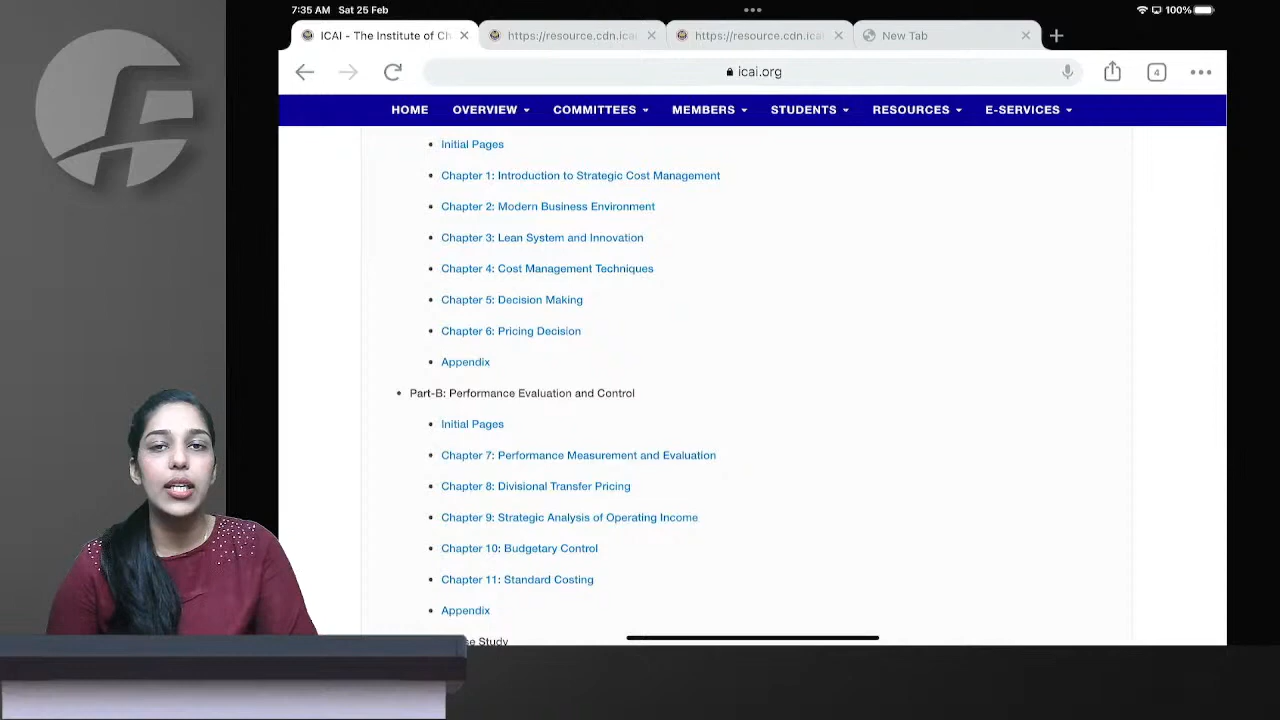 7:35 AM Sat 25 Feb
100%
ICAI - The Institute of Ch
https://resource.cdn.icai
https://resource.cdn.icai
New Tab
icai.org
4
HOME OVERVIEW COMMITTEES MEMBERS STUDENTS RESOURCES E-SERVICES
Initial Pages
Chapter 1: Introduction to Strategic Cost Management
Chapter 2: Modern Business Environment
Chapter 3: Lean System and Innovation
Chapter 4: Cost Management Techniques
Chapter 5: Decision Making
Chapter 6: Pricing Decision
Appendix
Part-B: Performance Evaluation and Control
Initial Pages
Chapter 7: Performance Measurement and Evaluation
Chapter 8: Divisional Transfer Pricing
Chapter 9: Strategic Analysis of Operating Income
Chapter 10: Budgetary Control
Chapter 11: Standard Costing
Appendix
se Study